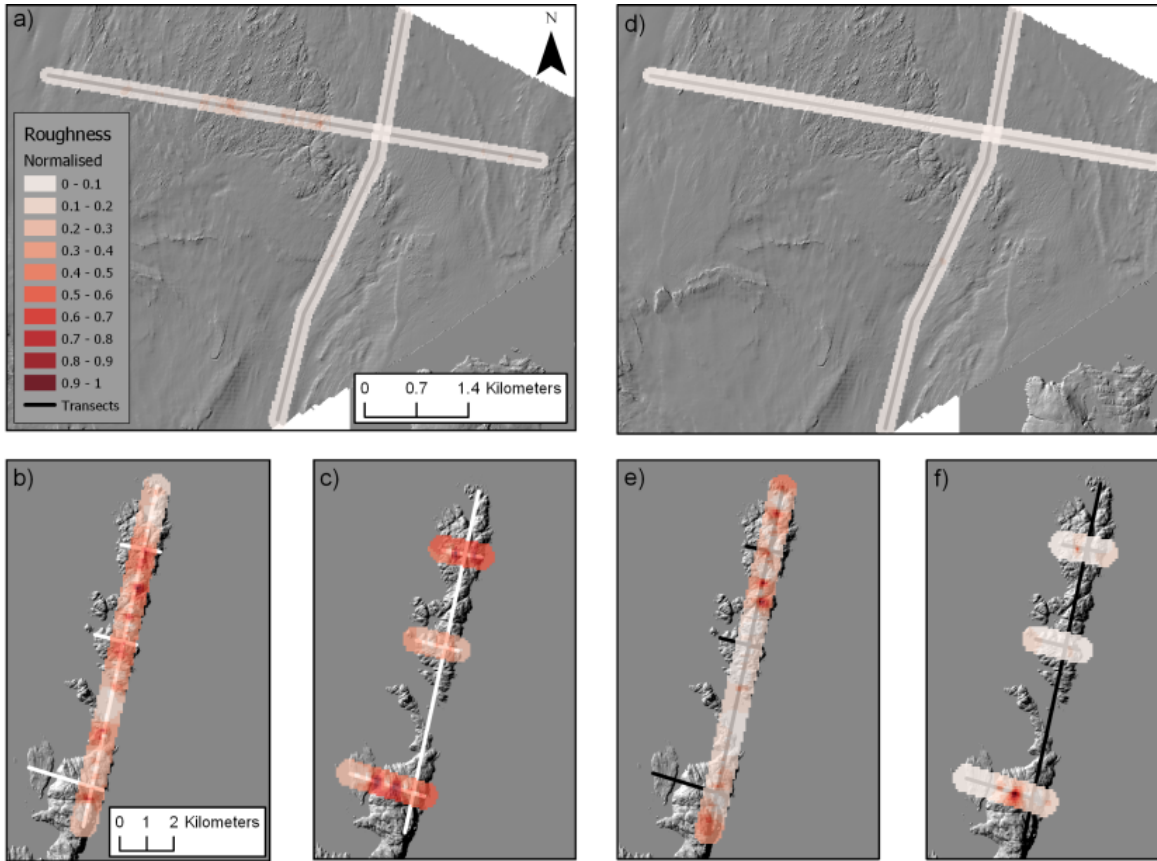 a)
N
Roughness
Normalised
0 - 0.1
0.1 - 0.2
0.2 - 0.3
0.3 - 0.4
0.4 - 0.5
0.5 - 0.6
0.6 - 0.7
0.7 - 0.8
0.8 - 0.9
0.9 - 1
Transects
0 0.7 1.4 Kilometers
d)
b)
0 1 2 Kilometers
c)
e)
f)